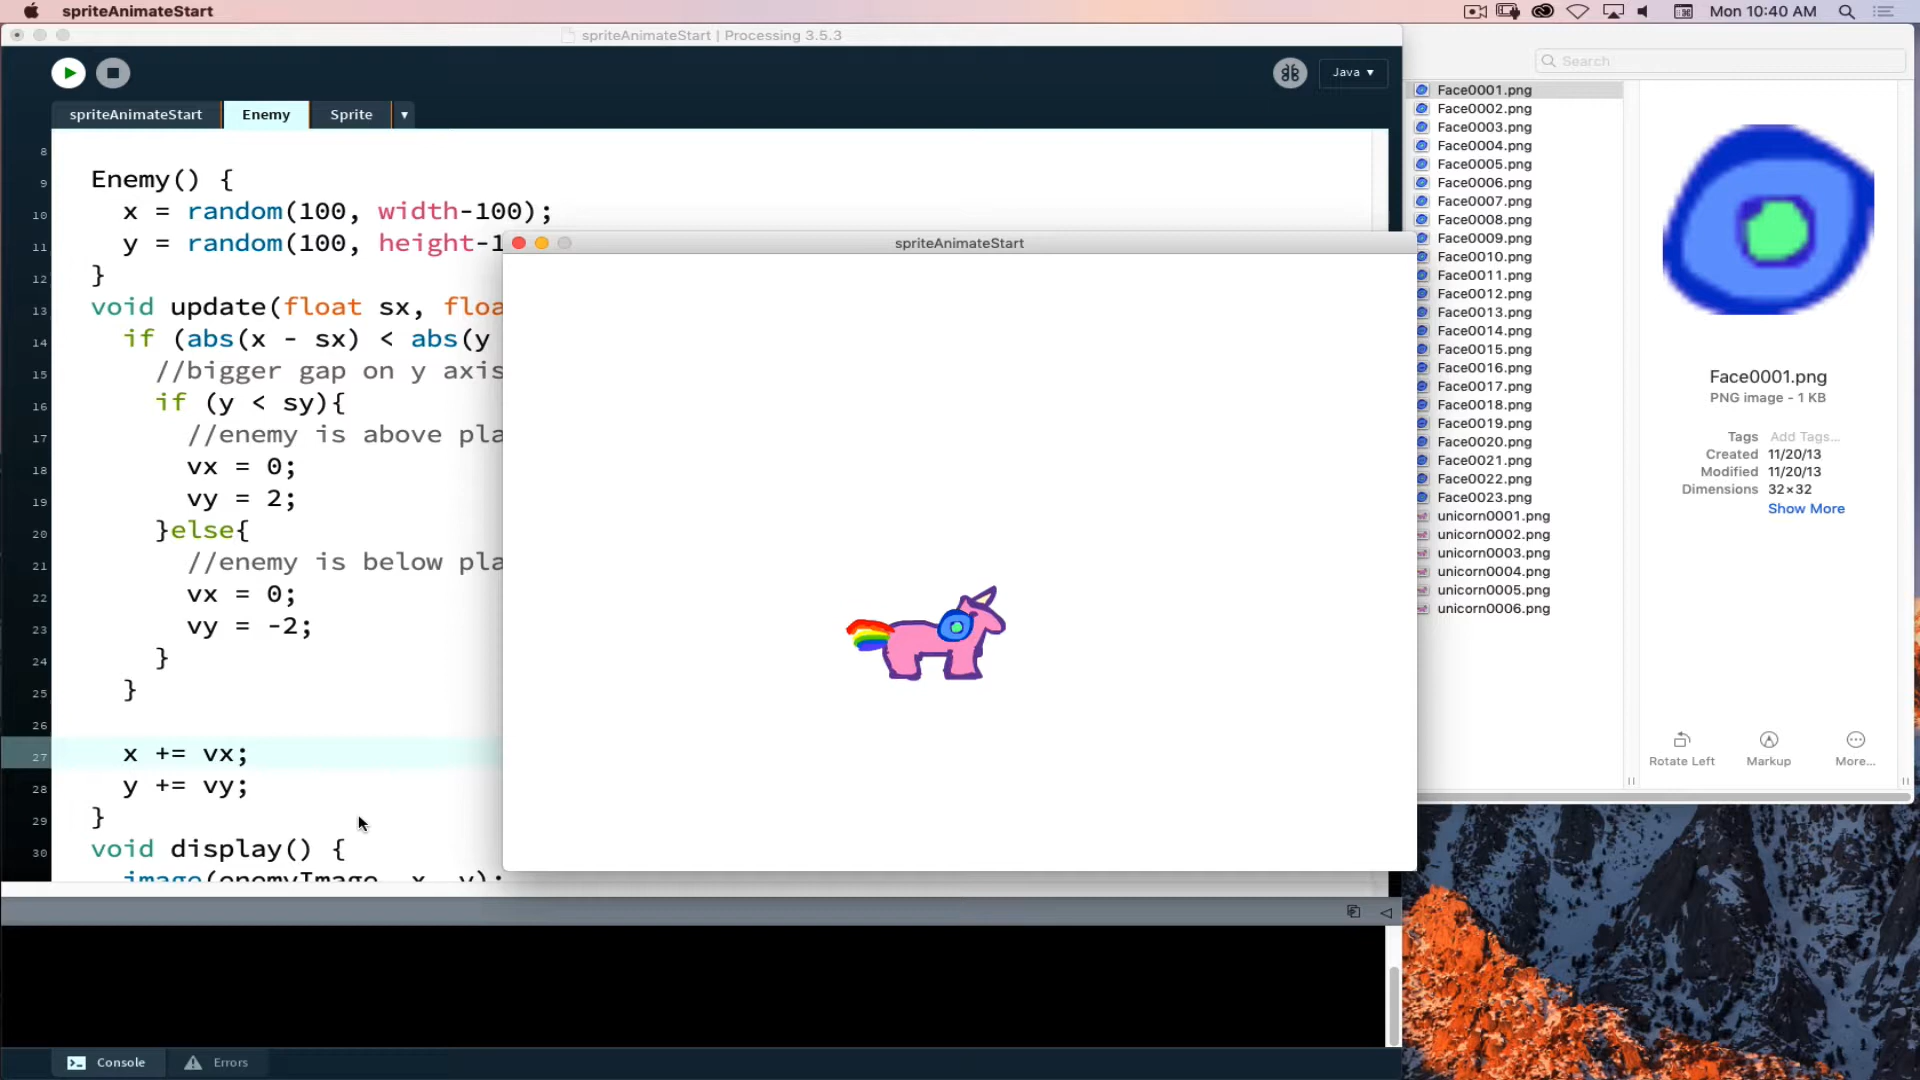 spriteAnimateStart
Mon 10:40 AM
spriteAnimateStart | Processing 3.5.3
Java ▼
spriteAnimateStart
Enemy
Sprite
▼
8
9 Enemy() {
10 x = random(100, width-100);
11 y = random(100, height-1
12 }
13 void update(float sx, floa
14 if (abs(x - sx) < abs(y
15 //bigger gap on y axis
16 if (y < sy){
17 //enemy is above pla
18 vx = 0;
19 vy = 2;
20 }else{
21 //enemy is below pla
22 vx = 0;
23 vy = -2;
24 }
25 }
26
27 x += vx;
28 y += vy;
29 }
30 void display() {
image(enemyImage, x, y);
Console
Errors
spriteAnimateStart
Search
Face0001.png
Face0002.png
Face0003.png
Face0004.png
Face0005.png
Face0006.png
Face0007.png
Face0008.png
Face0009.png
Face0010.png
Face0011.png
Face0012.png
Face0013.png
Face0014.png
Face0015.png
Face0016.png
Face0017.png
Face0018.png
Face0019.png
Face0020.png
Face0021.png
Face0022.png
Face0023.png
unicorn0001.png
unicorn0002.png
unicorn0003.png
unicorn0004.png
unicorn0005.png
unicorn0006.png
Face0001.png
PNG image - 1 KB
Tags Add Tags...
Created 11/20/13
Modified 11/20/13
Dimensions 32×32
Show More
Rotate Left
Markup
More...